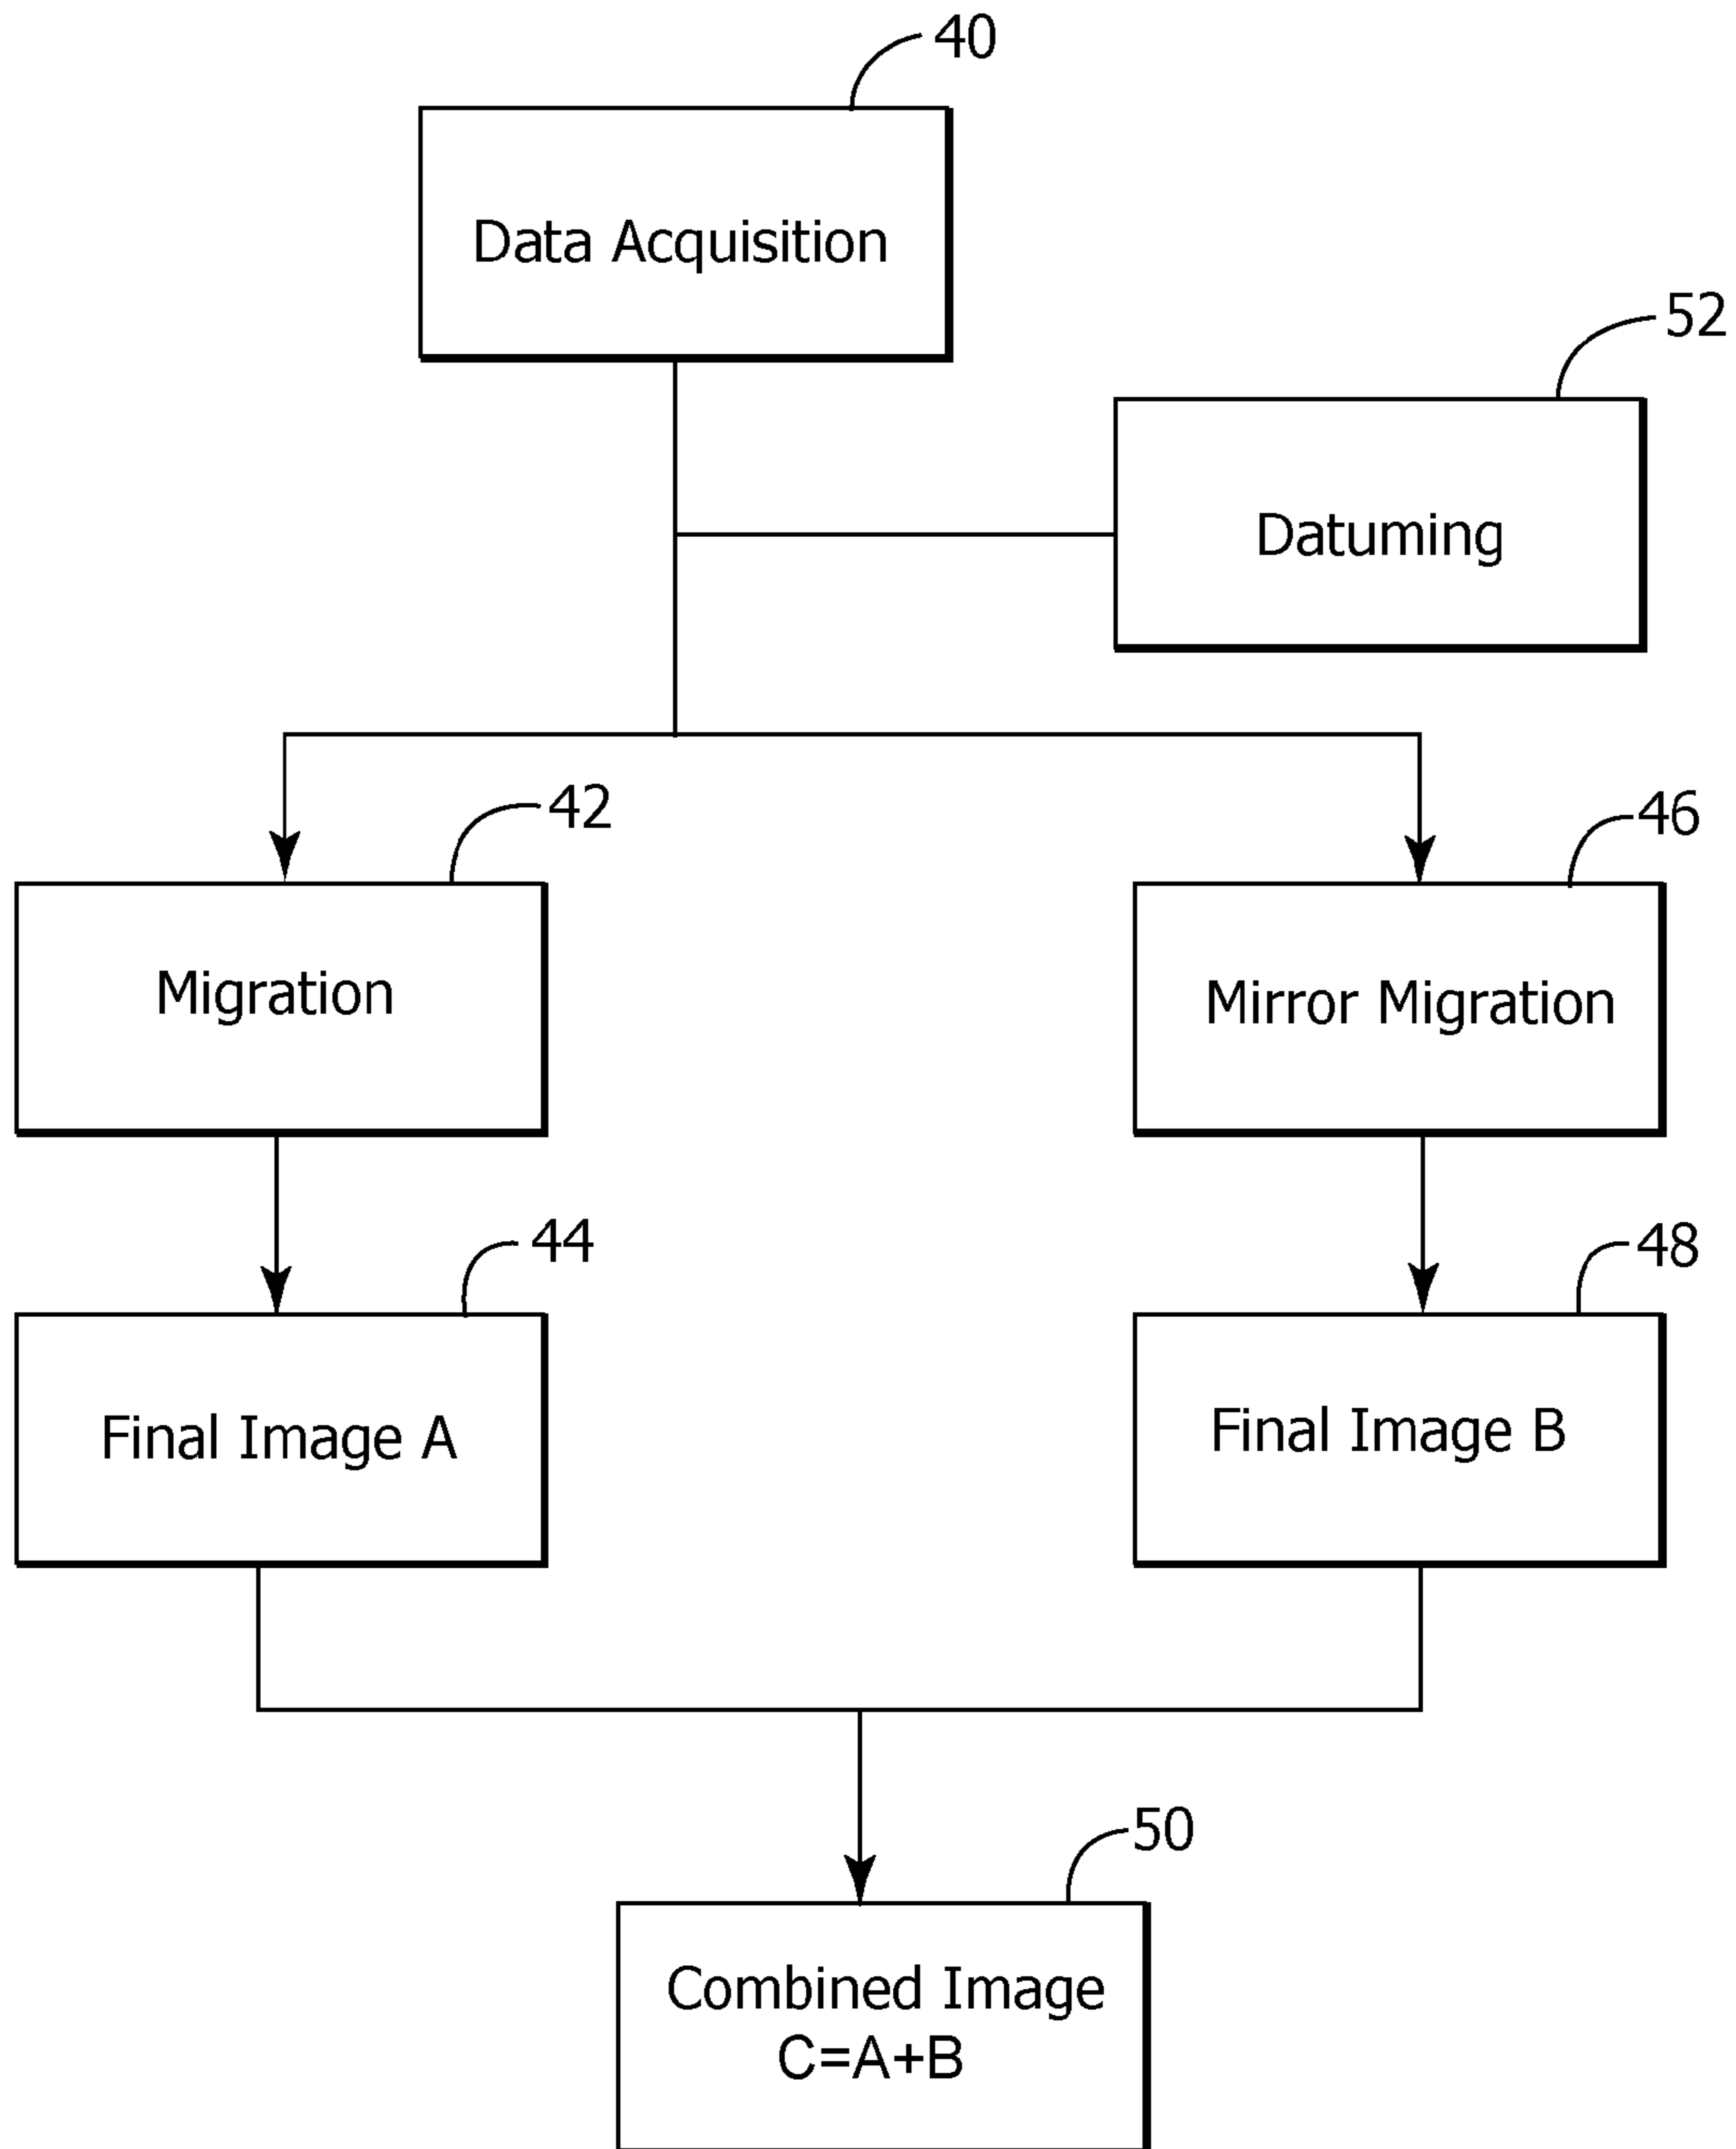 40
Data Acquisition
52
Datuming
42
46
Migration
Mirror Migration
44
48
Final Image A
Final Image B
50
Combined Image
C=A+B